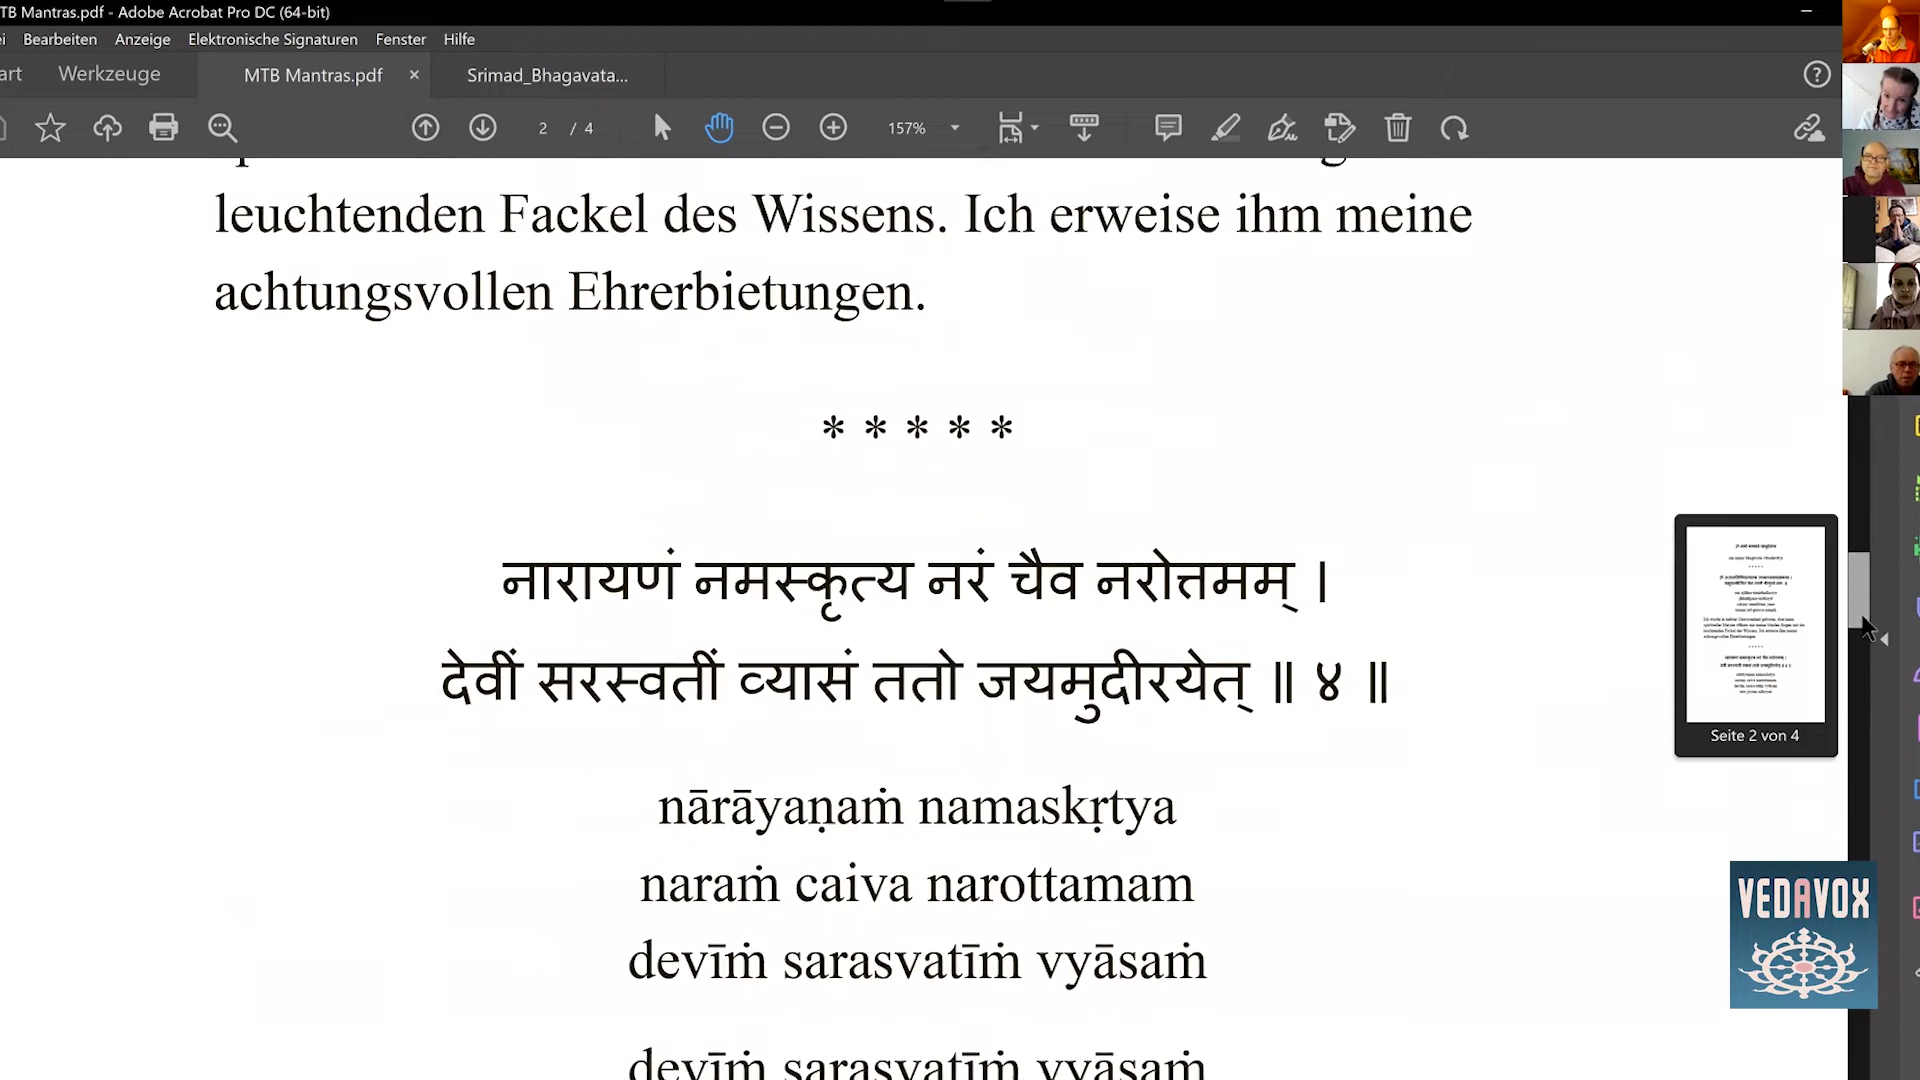 MTB Mantras.pdf - Adobe Acrobat Pro DC (64-bit)
Bearbeiten Anzeige Elektronische Signaturen Fenster Hilfe
Werkzeuge MTB Mantras.pdf × Srimad_Bhagavata...
2 / 4 157%
leuchtenden Fackel des Wissens. Ich erweise ihm meine
achtungsvollen Ehrerbietungen.
* * * * *
नारायणं नमस्कृत्य नरं चैव नरोत्तमम् ।
देवीं सरस्वतीं व्यासं ततो जयमुदीरयेत् ॥ ४ ॥
nārāyaṇaṁ namaskṛtya
naraṁ caiva narottamam
devīṁ sarasvatīṁ vyāsaṁ
devīṁ sarasvatīṁ vyāsaṁ
Seite 2 von 4
VEDAVOX